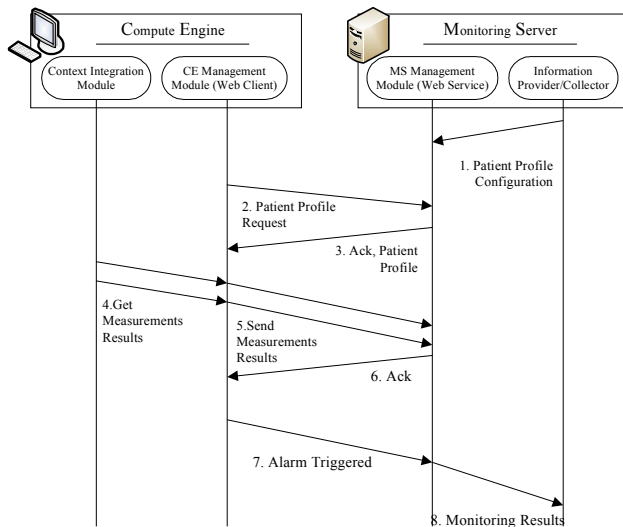 Compute Engine
Monitoring Server
Context Integration
Module
CE Management
Module (Web Client)
MS Management
Module (Web Service)
Information
Provider/Collector
1. Patient Profile
Configuration
2. Patient Profile
Request
3. Ack, Patient
Profile
4.Get
Measurements
Results
5.Send
Measurements
Results
6. Ack
7. Alarm Triggered
8. Monitoring Results